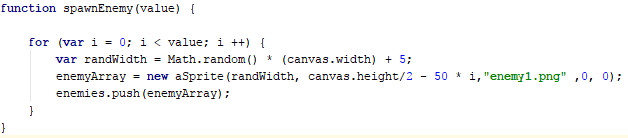 function spawnEnemy(value) {
for (var i = 0; i < value; i ++) {
var randWidth = Math.random() * (canvas.width) + 5;
enemyArray = new aSprite(randWidth, canvas.height/2 - 50 * i,"enemy1.png" ,0, 0);
enemies.push(enemyArray);
}
}